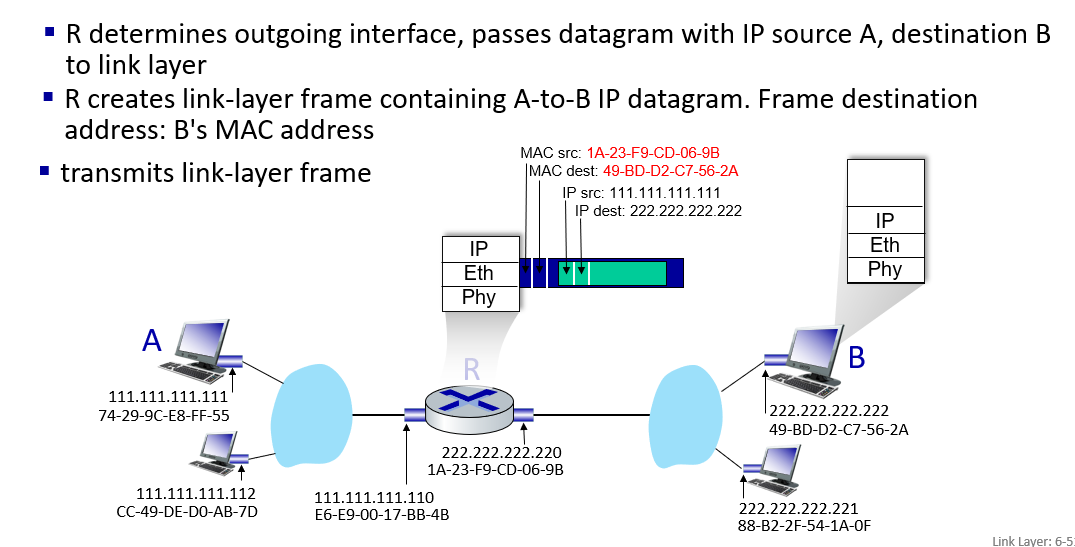 ▪ R determines outgoing interface, passes datagram with IP source A, destination B
to link layer
▪ R creates link-layer frame containing A-to-B IP datagram. Frame destination
address: B's MAC address
▪ transmits link-layer frame
MAC src: 1A-23-F9-CD-06-9B
MAC dest: 49-BD-D2-C7-56-2A
IP src: 111.111.111.111
IP dest: 222.222.222.222
IP
Eth
Phy
IP
Eth
Phy
A
R
B
111.111.111.111
74-29-9C-E8-FF-55
222.222.222.222
49-BD-D2-C7-56-2A
222.222.222.220
1A-23-F9-CD-06-9B
111.111.111.112
CC-49-DE-D0-AB-7D
111.111.111.110
E6-E9-00-17-BB-4B
222.222.222.221
88-B2-2F-54-1A-0F
Link Layer: 6-5